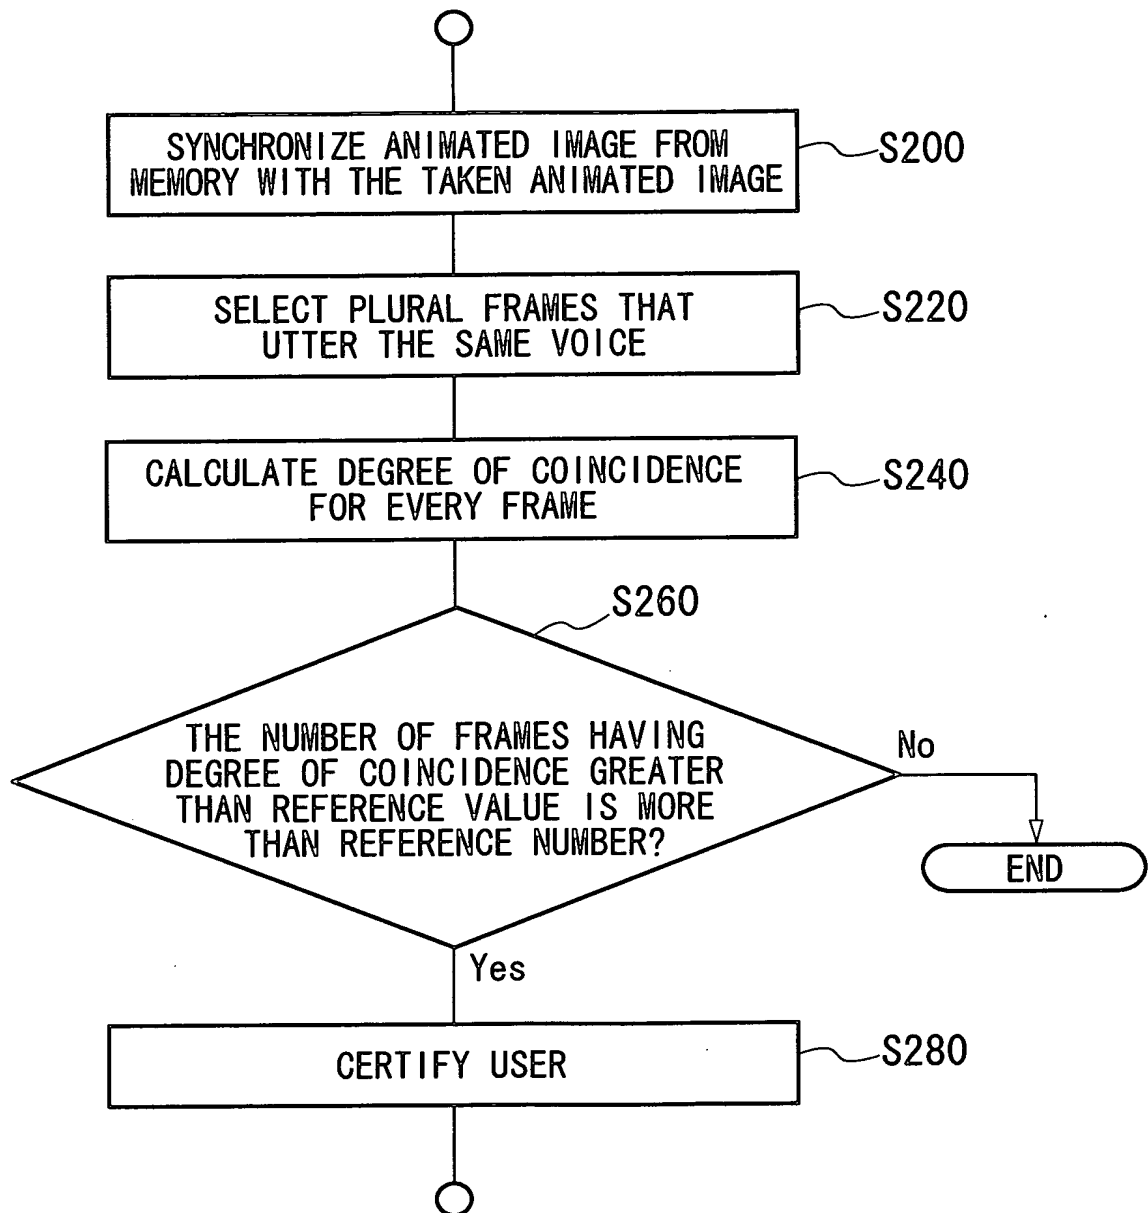 SYNCHRONIZE ANIMATED IMAGE FROM
MEMORY WITH THE TAKEN ANIMATED IMAGE
S200
SELECT PLURAL FRAMES THAT
UTTER THE SAME VOICE
S220
CALCULATE DEGREE OF COINCIDENCE
FOR EVERY FRAME
S240
S260
THE NUMBER OF FRAMES HAVING
DEGREE OF COINCIDENCE GREATER
THAN REFERENCE VALUE IS MORE
THAN REFERENCE NUMBER?
No
END
Yes
CERTIFY USER
S280